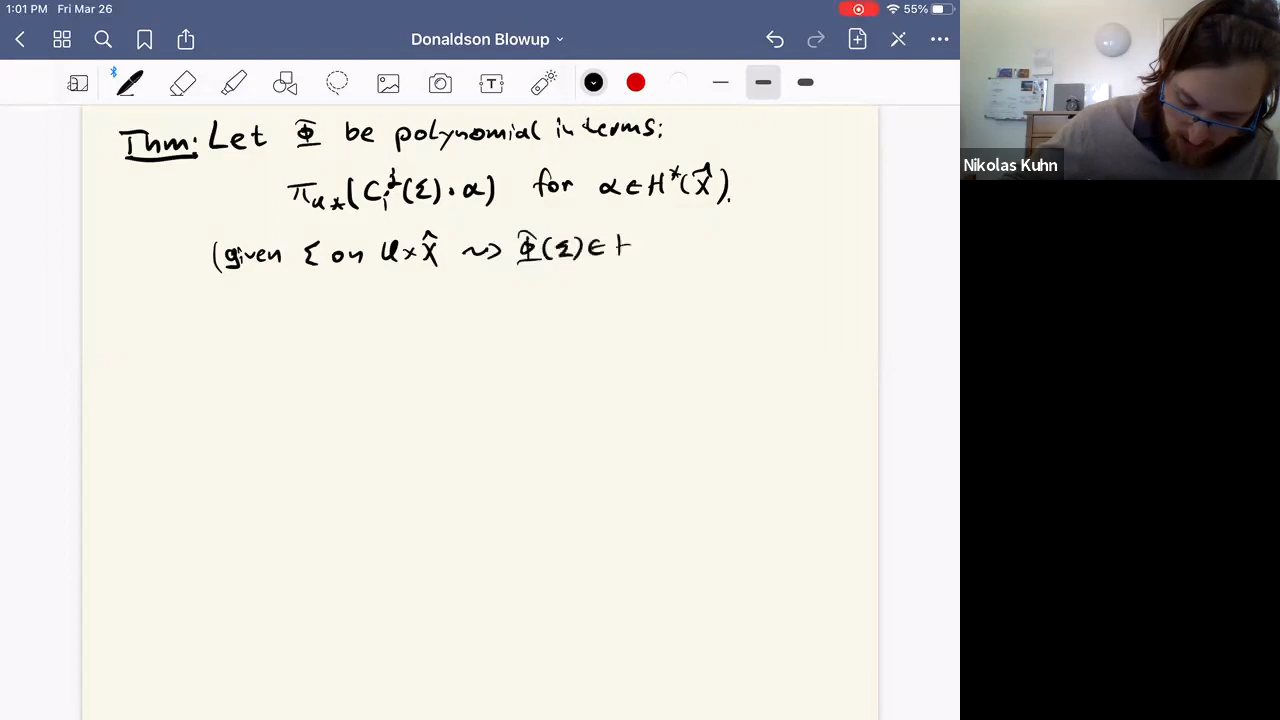 1:01 PM Fri Mar 26
55%
Donaldson Blowup
Thm: Let Φ̃ be polynomial in terms:
π_{U*}(C_i^j(Σ)·α) for α∈H*(X̂).
(given Σ on U×X̂ ⇝ Φ̃(Σ)∈
Nikolas Kuhn